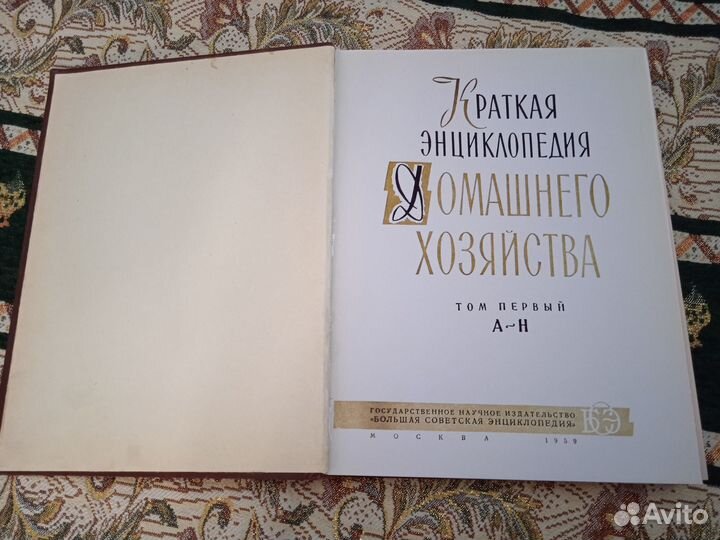 КРАТКАЯ
ЭНЦИКЛОПЕДИЯ
ДОМАШНЕГО
ХОЗЯЙСТВА
ТОМ ПЕРВЫЙ
А~Н
ГОСУДАРСТВЕННОЕ НАУЧНОЕ ИЗДАТЕЛЬСТВО
«БОЛЬШАЯ СОВЕТСКАЯ ЭНЦИКЛОПЕДИЯ»
БСЭ
МОСКВА 1959
Avito